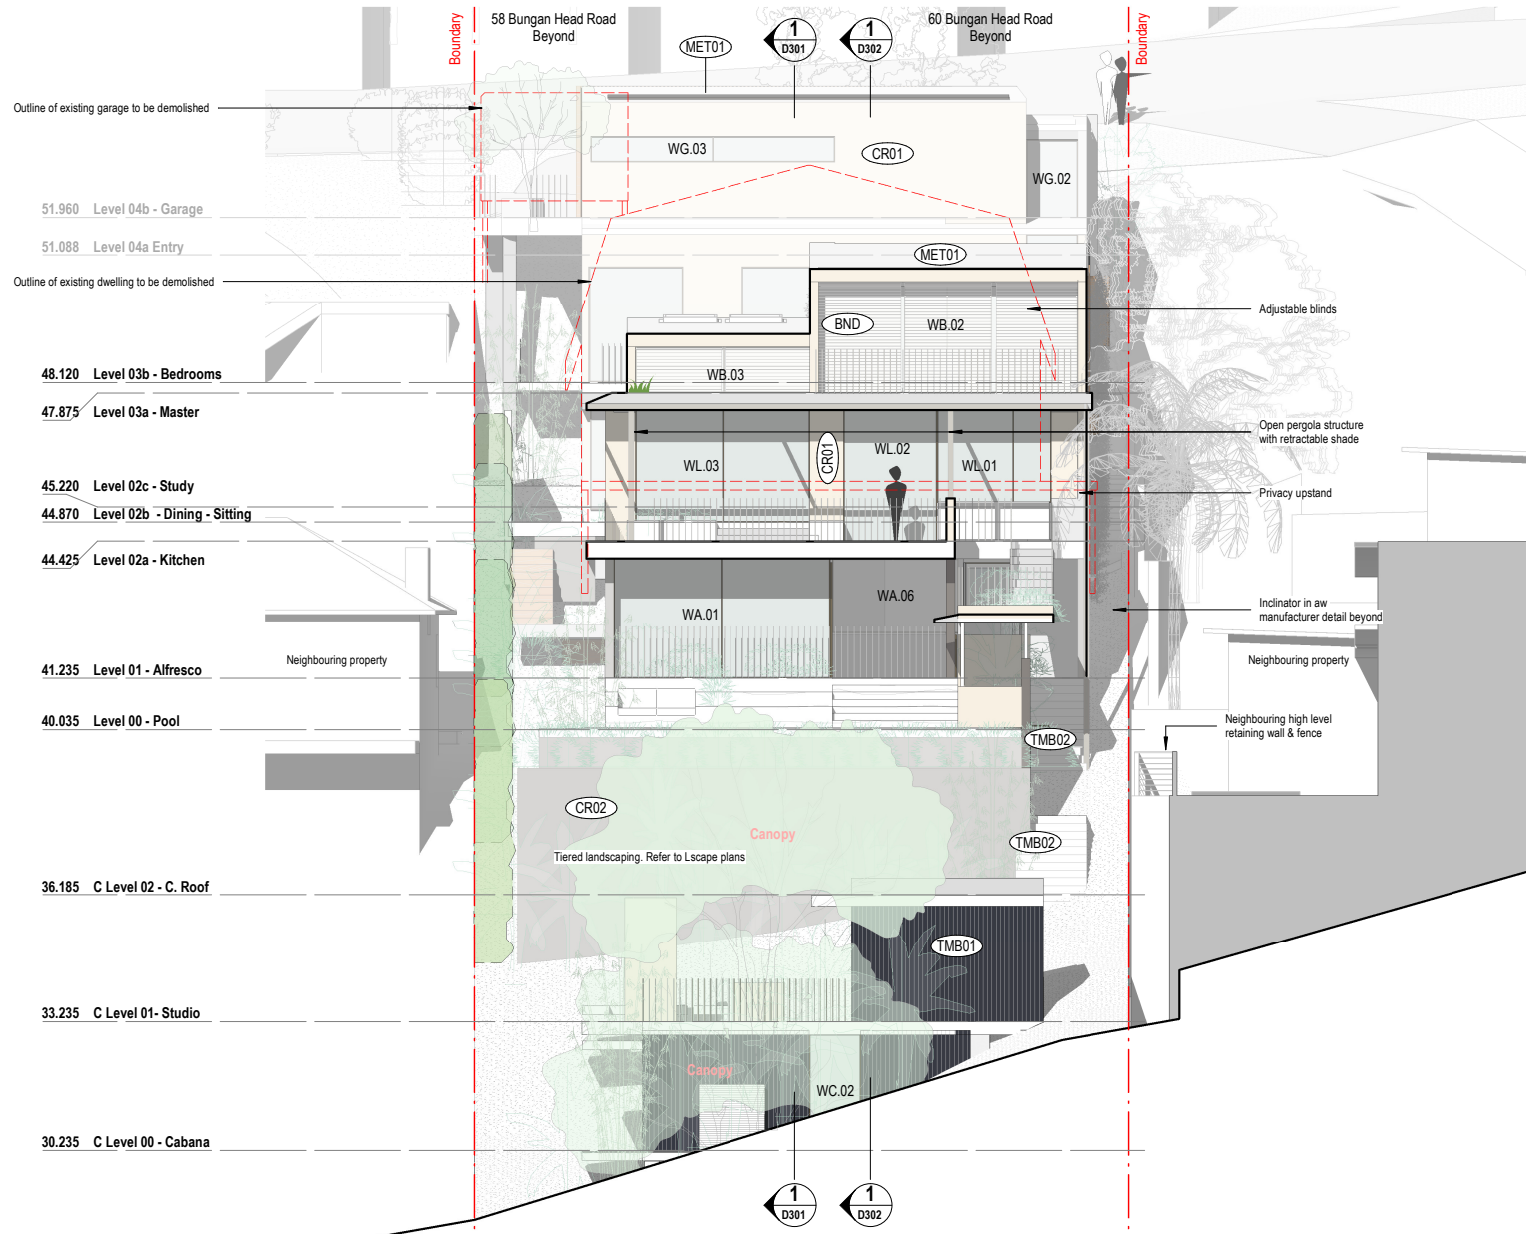 58 Bungan Head Road
Beyond
60 Bungan Head Road
Beyond
Boundary
Boundary
1
D301
1
D302
MET01
Outline of existing garage to be demolished
WG.03
CR01
WG.02
51.960 Level 04b - Garage
51.088 Level 04a Entry
MET01
Outline of existing dwelling to be demolished
Adjustable blinds
BND
WB.02
48.120 Level 03b - Bedrooms
WB.03
47.875 Level 03a - Master
Open pergola structure
with retractable shade
CR01
WL.03
WL.02
WL.01
45.220 Level 02c - Study
Privacy upstand
44.870 Level 02b - Dining - Sitting
44.425 Level 02a - Kitchen
WA.01
WA.06
Inclinator in aw
manufacturer detail beyond
41.235 Level 01 - Alfresco
Neighbouring property
Neighbouring property
40.035 Level 00 - Pool
Neighbouring high level
retaining wall & fence
TMB02
CR02
Canopy
TMB02
Tiered landscaping. Refer to Lscape plans
36.185 C Level 02 - C. Roof
TMB01
33.235 C Level 01- Studio
Canopy
WC.02
30.235 C Level 00 - Cabana
1
D301
1
D302